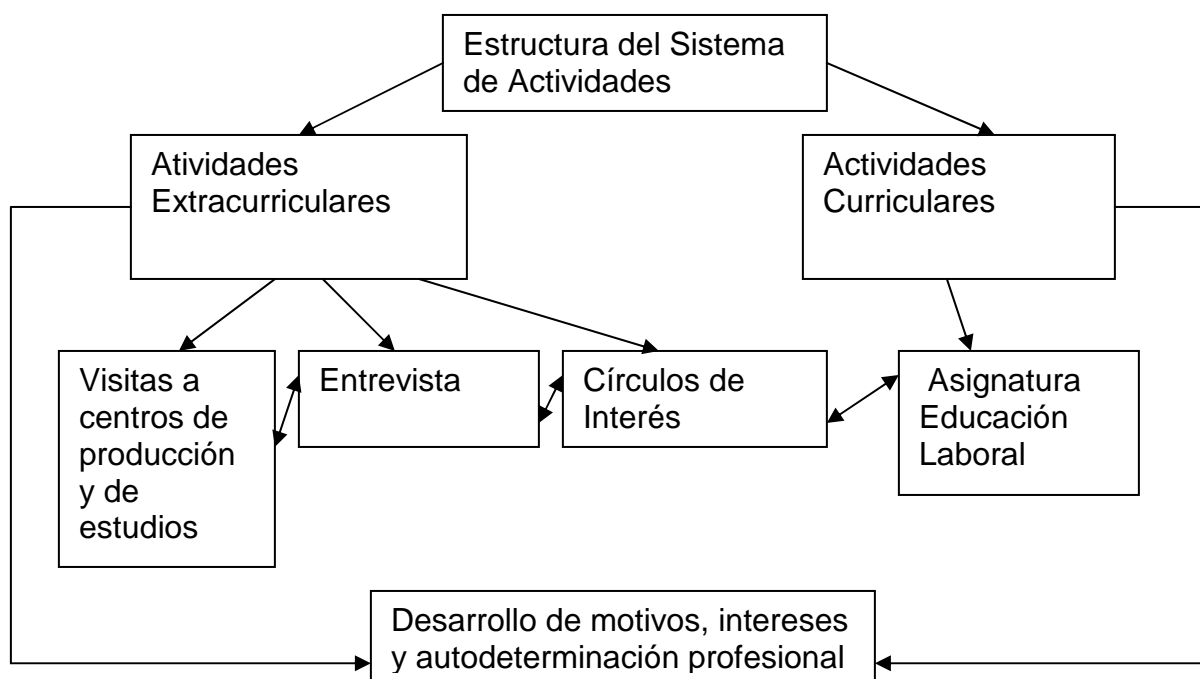 Estructura del Sistema
de Actividades
Atividades
Extracurriculares
Actividades
Curriculares
Visitas a
centros de
producción
y de
estudios
Entrevista
Círculos de
Interés
Asignatura
Educación
Laboral
Desarrollo de motivos, intereses
y autodeterminación profesional